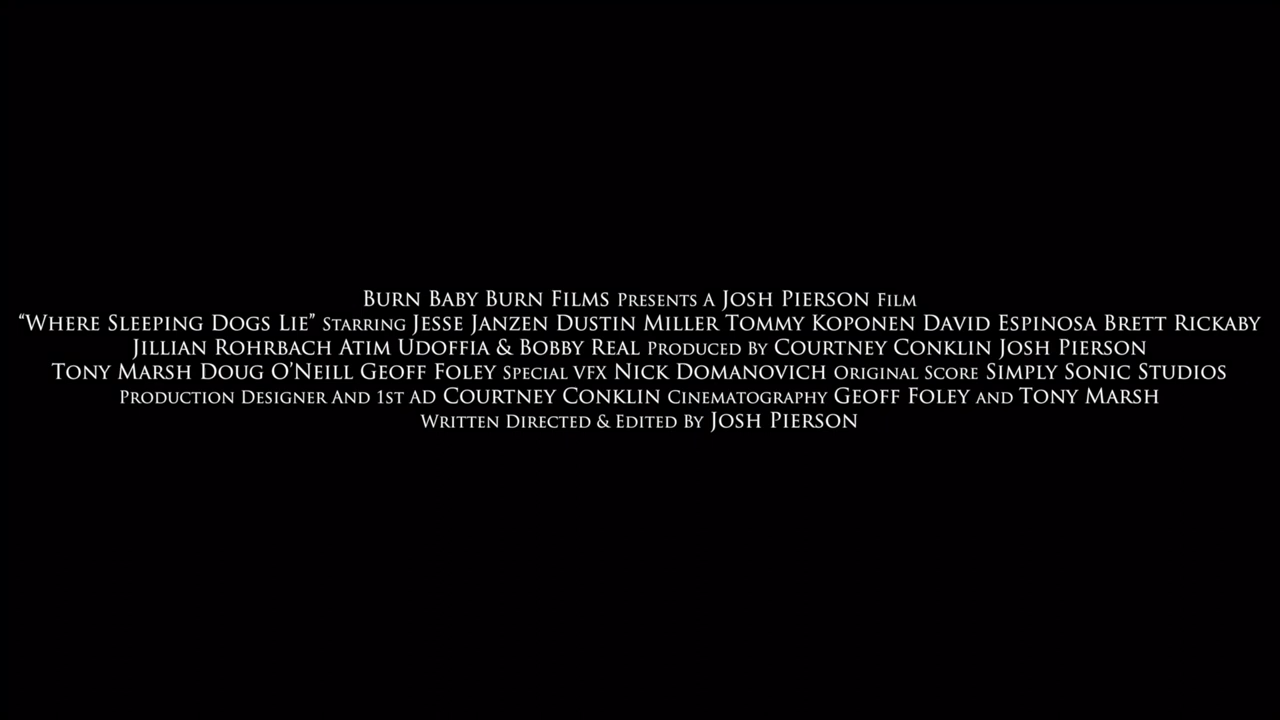 Burn Baby Burn Films Presents a Josh Pierson Film
“Where Sleeping Dogs Lie” Starring Jesse Janzen Dustin Miller Tommy Koponen David Espinosa Brett Rickaby
Jillian Rohrbach Atim Udoffia & Bobby Real Produced By Courtney Conklin Josh Pierson
Tony Marsh Doug O’Neill Geoff Foley Special VFX Nick Domanovich Original Score Simply Sonic Studios
Production Designer And 1st AD Courtney Conklin Cinematography Geoff Foley and Tony Marsh
Written Directed & Edited By Josh Pierson